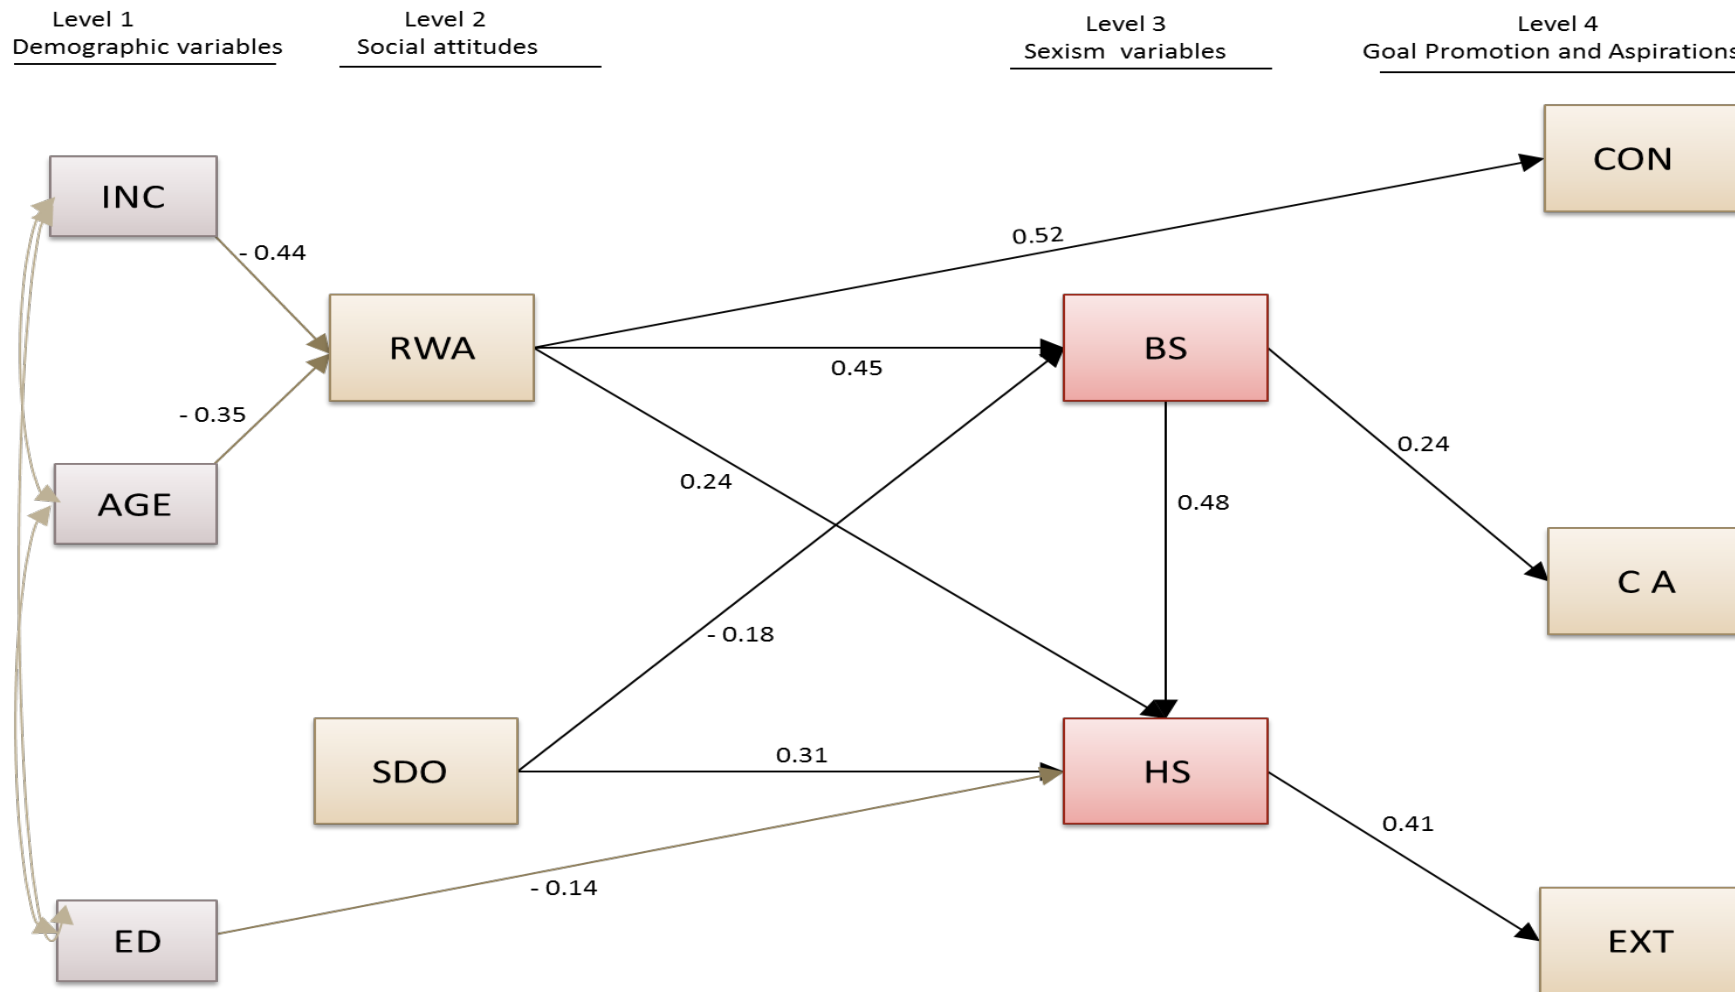 Level 1
Demographic variables
Level 2
Social attitudes
Level 3
Sexism variables
Level 4
Goal Promotion and Aspirations
CON
INC
0.52
- 0.44
RWA
BS
0.45
- 0.35
0.24
0.24
AGE
0.48
C A
- 0.18
SDO
0.31
HS
0.41
- 0.14
ED
EXT